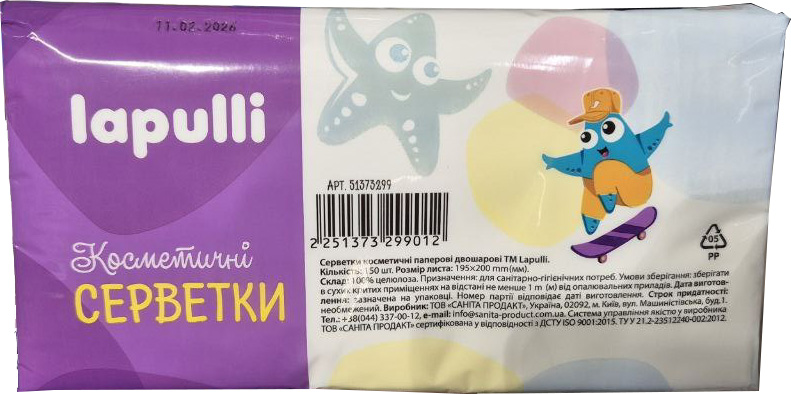 11.02.2026
lapulli
Косметичні
СЕРВЕТКИ
АРТ. 51373299
2 251373 299012
05
PP
Серветки косметичні паперові двошарові ТМ Lapulli.
Кількість: 150 шт. Розмір листа: 195×200 mm(мм).
Склад: 100% целюлоза. Призначення: для санітарно-гігієнічних потреб. Умови зберігання: зберігати
в сухих критих приміщеннях на відстані не менше 1 m (м) від опалювальних приладів. Дата виготов-
лення: зазначена на упаковці. Номер партії відповідає даті виготовлення. Строк придатності:
необмежений. Виробник: ТОВ «САНІТА ПРОДАКТ», Україна, 02092, м. Київ, вул. Машиністівська, буд.1.
Тел.: +38(044) 337-00-12, e-mail: info@sanita-product.com.ua. Система управління якістю у виробника
ТОВ «САНІТА ПРОДАКТ» сертифікована у відповідності з ДСТУ ISO 9001:2015. ТУ У 21.2-23512240-002:2012.